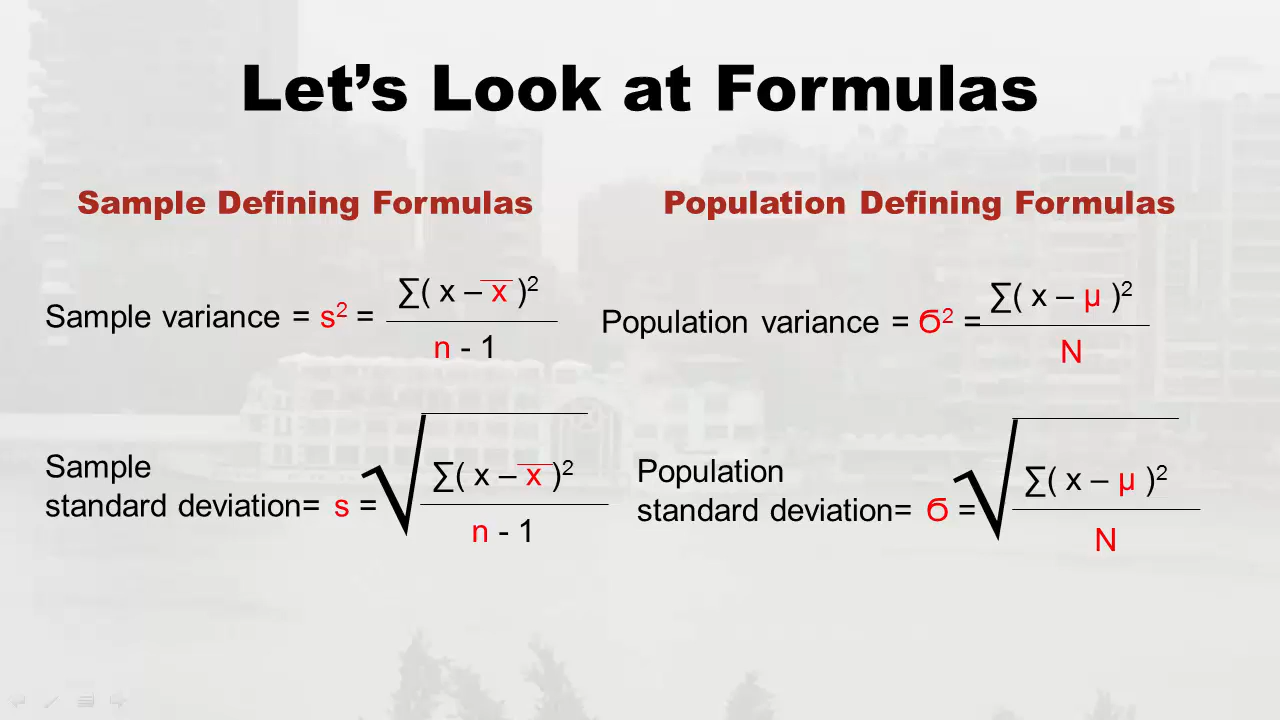 Let’s Look at Formulas
Sample Defining Formulas
Sample variance = s² = ∑( x – x̅ )² / n - 1
Sample
standard deviation= s = √ ∑( x – x̅ )² / n - 1
Population Defining Formulas
Population variance = Ϭ² = ∑( x – μ )² / N
Population
standard deviation= Ϭ = √ ∑( x – μ )² / N